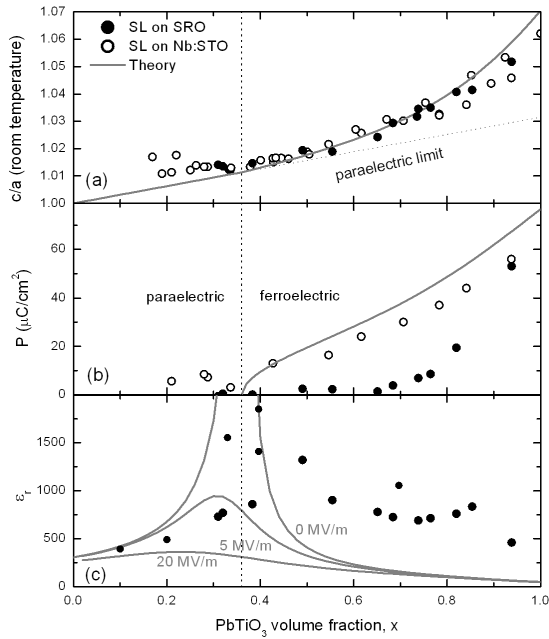 1.07
1.06
1.05
1.04
1.03
1.02
1.01
1.00
c/a (room temperature)
SL on SRO
SL on Nb:STO
Theory
paraelectric limit
(a)
60
40
20
0
P (μC/cm²)
paraelectric
ferroelectric
(b)
1500
1000
500
0
εᵣ
0 MV/m
5 MV/m
20 MV/m
(c)
0.0 0.2 0.4 0.6 0.8 1.0
PbTiO₃ volume fraction, x